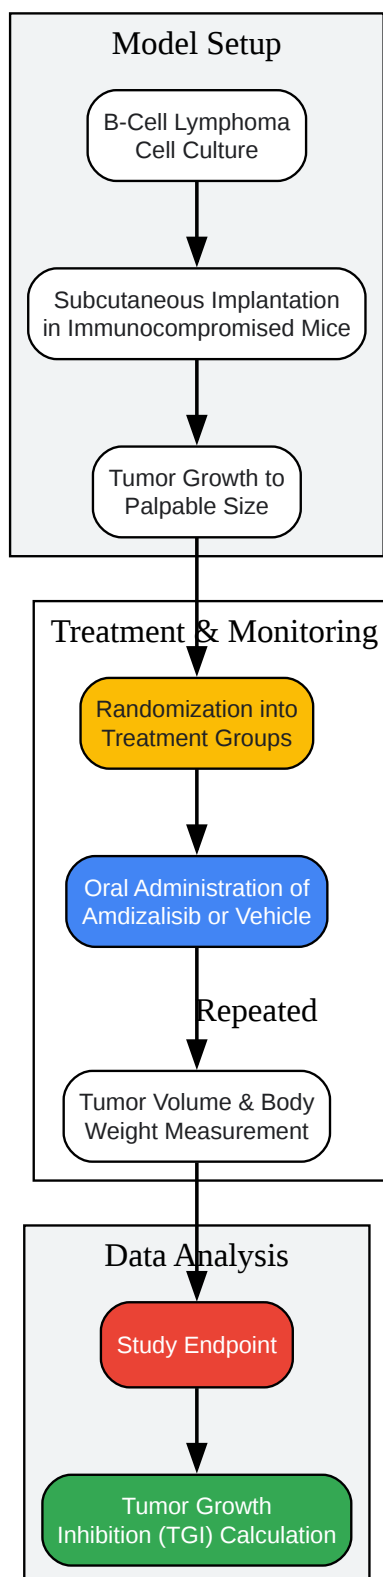 Model Setup
B-Cell Lymphoma
Cell Culture
Subcutaneous Implantation
in Immunocompromised Mice
Tumor Growth to
Palpable Size
Treatment & Monitoring
Randomization into
Treatment Groups
Oral Administration of
Amdizalisib or Vehicle
Repeated
Tumor Volume & Body
Weight Measurement
Data Analysis
Study Endpoint
Tumor Growth
Inhibition (TGI) Calculation